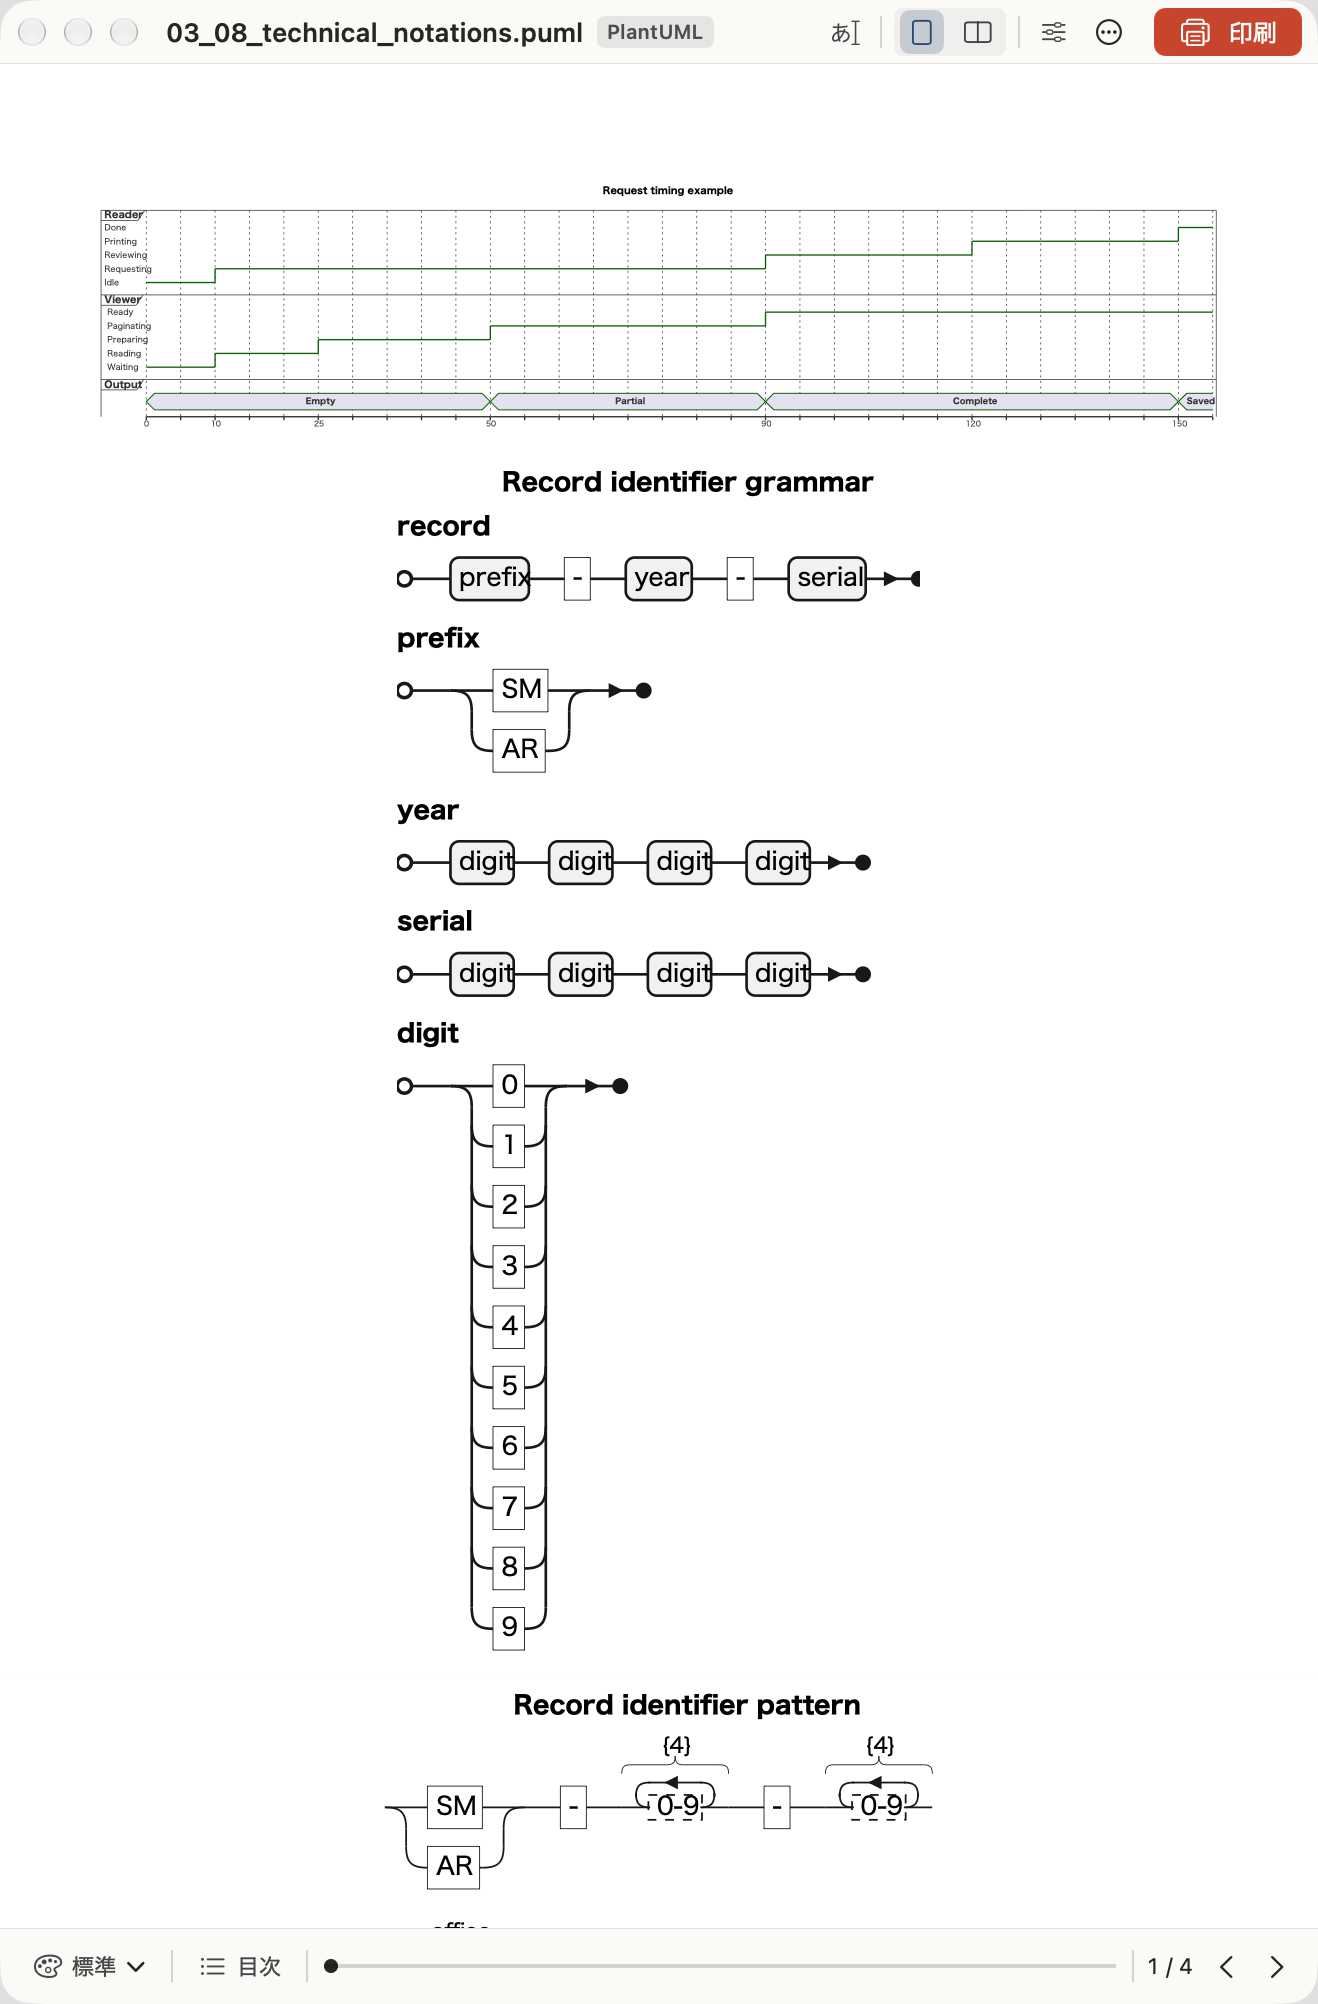 03_08_technical_notations.puml PlantUML あ 印刷
Request timing example
Reader
Done
Printing
Reviewing
Requesting
Idle
Viewer
Ready
Paginating
Preparing
Reading
Waiting
Output
Empty Partial Complete Saved
0 10 25 50 90 120 150
Record identifier grammar
record
prefix - year - serial
prefix
SM
AR
year
digit digit digit digit
serial
digit digit digit digit
digit
0
1
2
3
4
5
6
7
8
9
Record identifier pattern
{4} {4}
SM - 0-9 - 0-9
AR
標準 目次 1 / 4